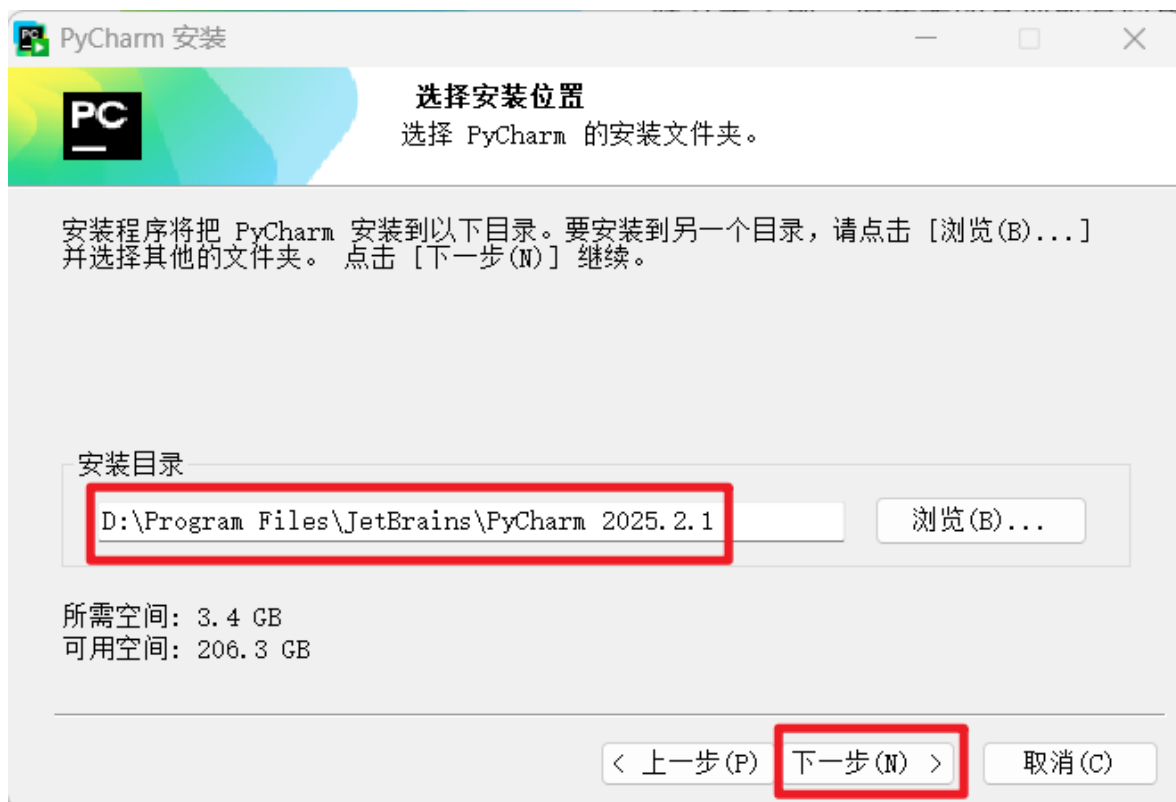 PyCharm 安装
PC
选择安装位置
选择 PyCharm 的安装文件夹。
安装程序将把 PyCharm 安装到以下目录。要安装到另一个目录，请点击 [浏览(B)...]
并选择其他的文件夹。 点击 [下一步(N)] 继续。
安装目录
D:\Program Files\JetBrains\PyCharm 2025.2.1
浏览(B)...
所需空间: 3.4 GB
可用空间: 206.3 GB
< 上一步(P)
下一步(N) >
取消(C)